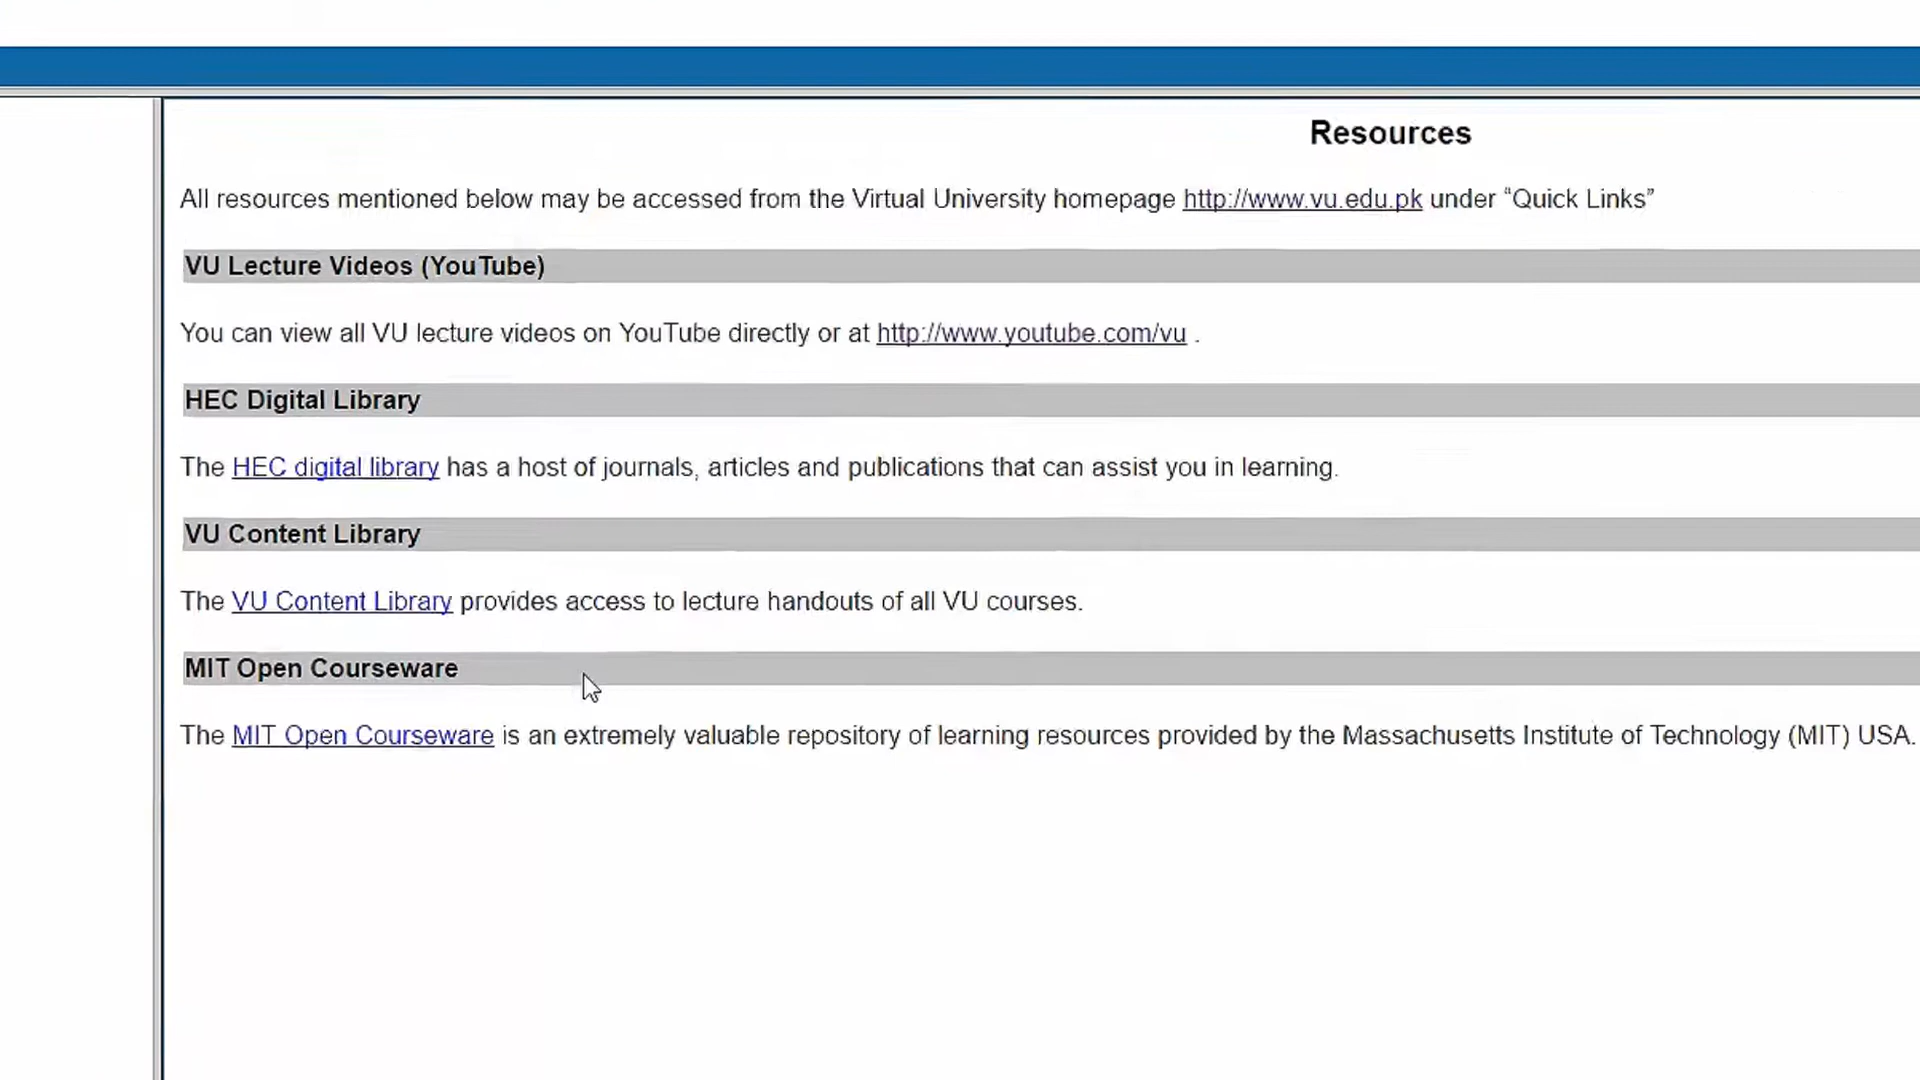 Resources
All resources mentioned below may be accessed from the Virtual University homepage http://www.vu.edu.pk under “Quick Links”
VU Lecture Videos (YouTube)
You can view all VU lecture videos on YouTube directly or at http://www.youtube.com/vu .
HEC Digital Library
The HEC digital library has a host of journals, articles and publications that can assist you in learning.
VU Content Library
The VU Content Library provides access to lecture handouts of all VU courses.
MIT Open Courseware
The MIT Open Courseware is an extremely valuable repository of learning resources provided by the Massachusetts Institute of Technology (MIT) USA.